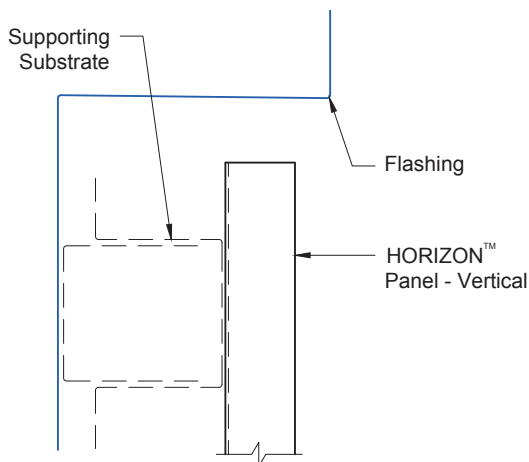 Supporting
Substrate
Flashing
HORIZON™
Panel - Vertical